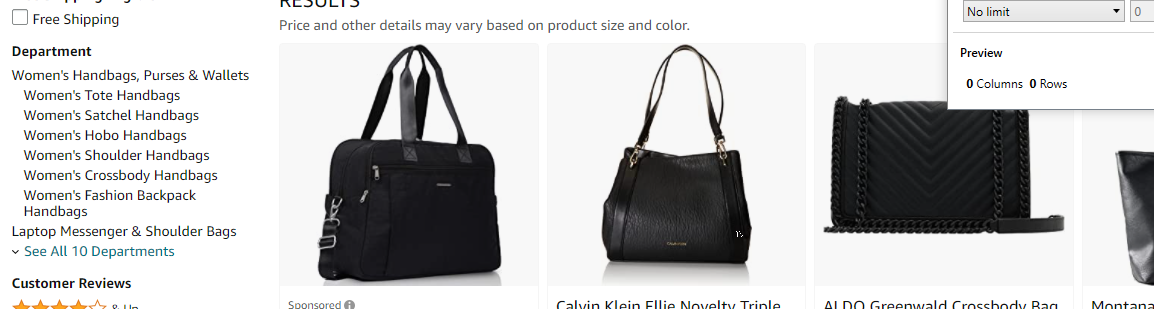 RESULTS
Free Shipping
Price and other details may vary based on product size and color.
Department
Women's Handbags, Purses & Wallets
Women's Tote Handbags
Women's Satchel Handbags
Women's Hobo Handbags
Women's Shoulder Handbags
Women's Crossbody Handbags
Women's Fashion Backpack
Handbags
Laptop Messenger & Shoulder Bags
See All 10 Departments
Customer Reviews
& Up
Sponsored
Calvin Klein Ellie Novelty Triple
ALDO Greenwald Crossbody Bag
Montana
No limit
0
Preview
0 Columns 0 Rows